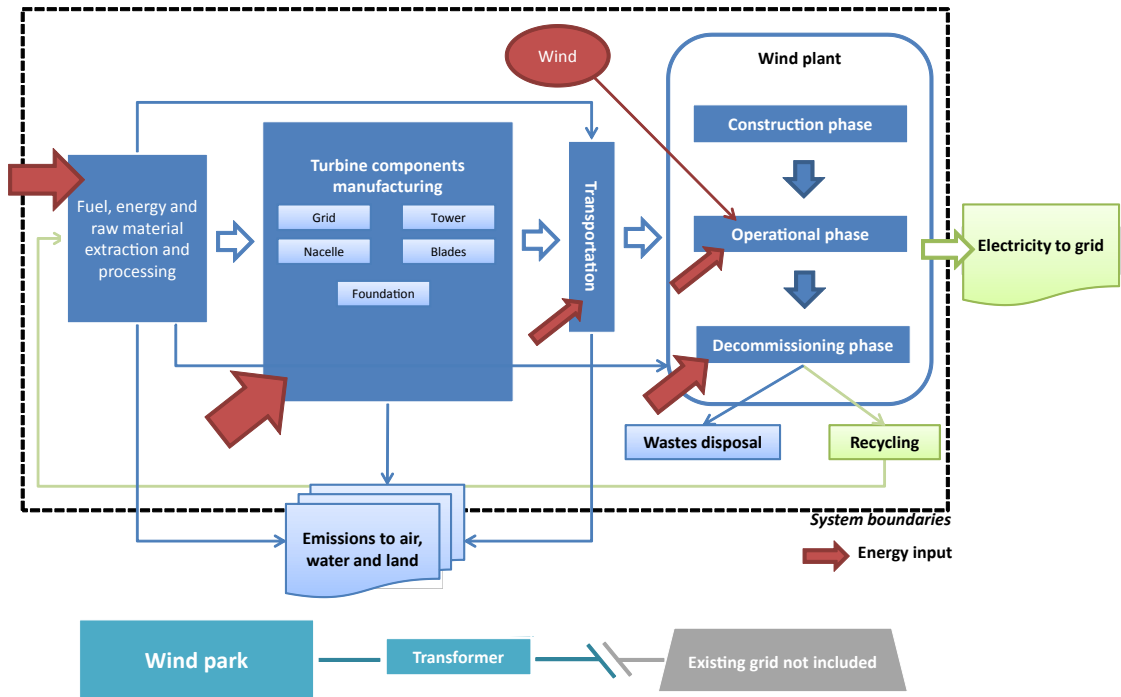 Wind
Wind plant
Construction phase
Turbine components
manufacturing
Fuel, energy and
raw material
extraction and
processing
Grid
Tower
Nacelle
Blades
Foundation
Transportation
Operational phase
Electricity to grid
Decommissioning phase
Wastes disposal
Recycling
System boundaries
Emissions to air,
water and land
Energy input
Wind park
Transformer
Existing grid not included